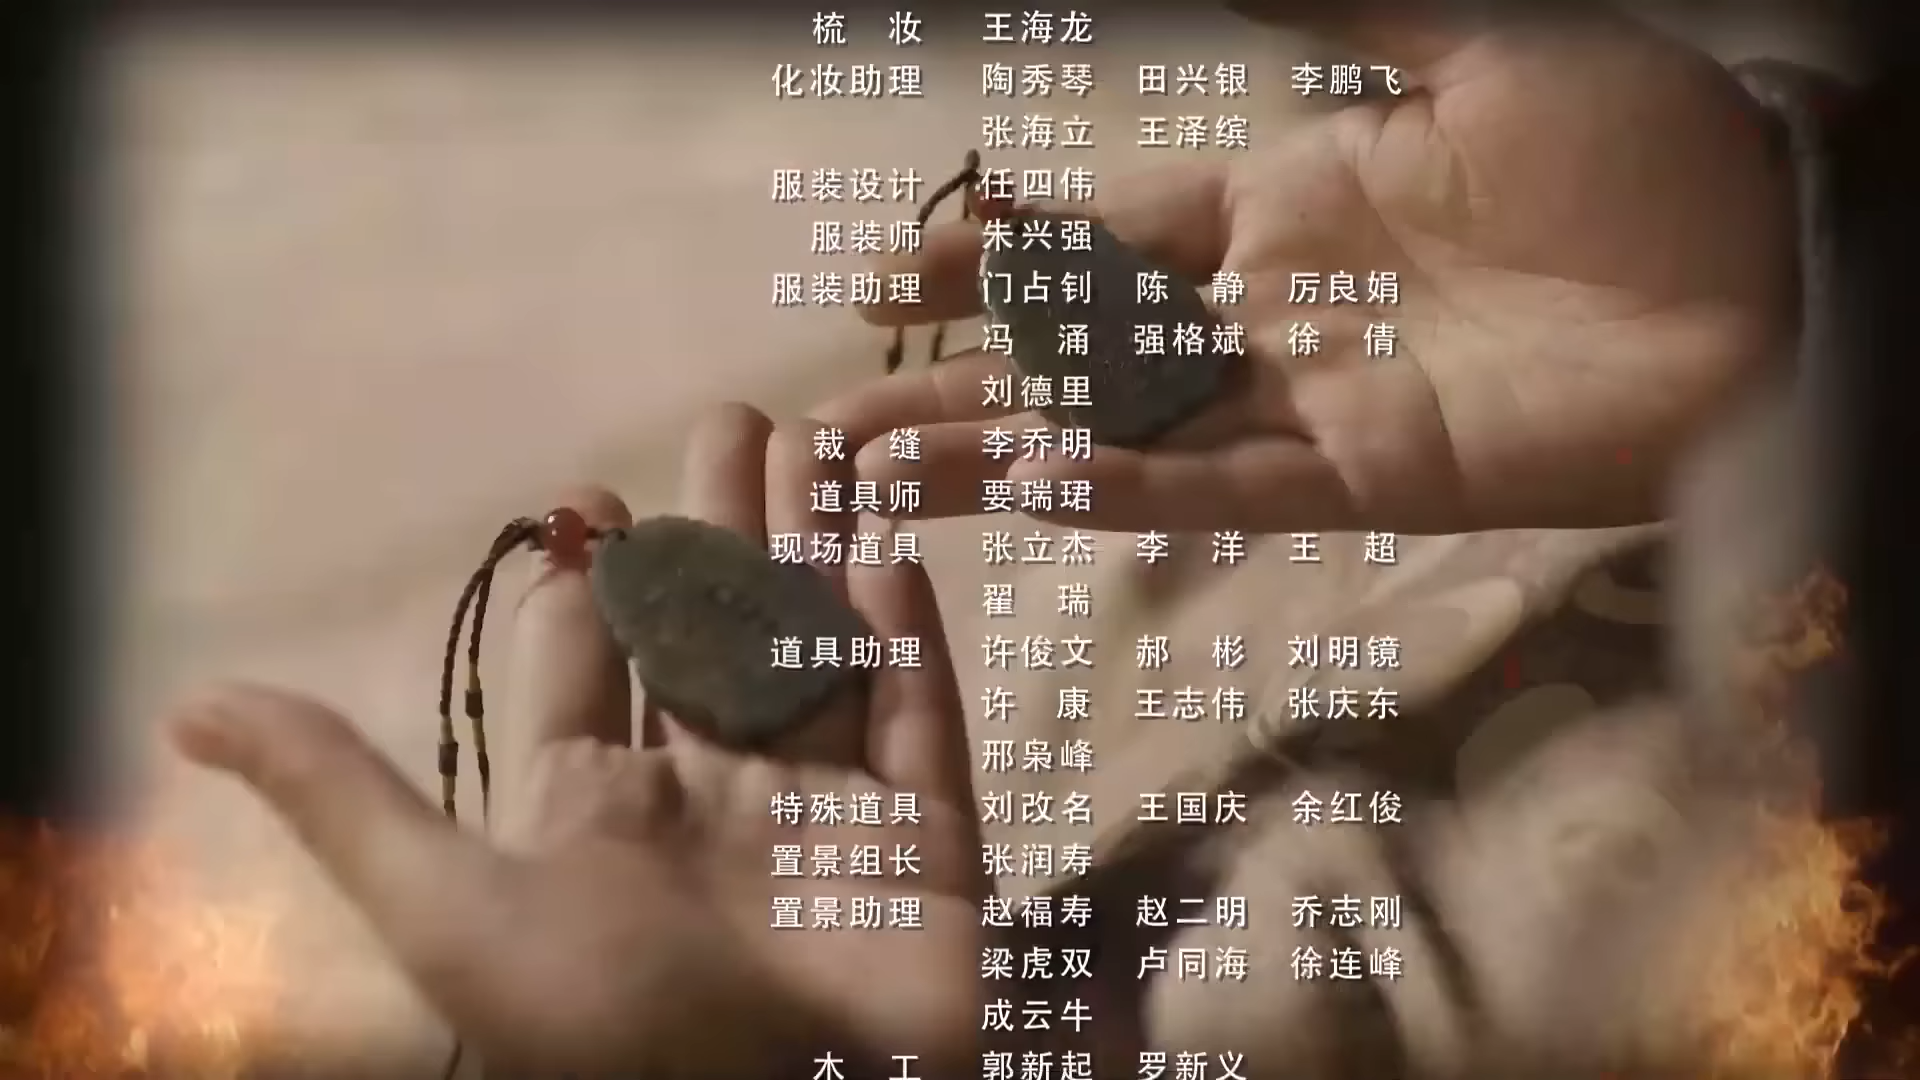 梳　妆　王海龙
化妆助理　陶秀琴　田兴银　李鹏飞
张海立　王泽缤
服装设计　任四伟
服装师　朱兴强
服装助理　门占钊　陈　静　厉良娟
冯　涌　强格斌　徐　倩
刘德里
裁　缝　李乔明
道具师　要瑞珺
现场道具　张立杰　李　洋　王　超
翟　瑞
道具助理　许俊文　郝　彬　刘明镜
许　康　王志伟　张庆东
邢枭峰
特殊道具　刘改名　王国庆　余红俊
置景组长　张润寿
置景助理　赵福寿　赵二明　乔志刚
梁虎双　卢同海　徐连峰
成云牛
木　工　郭新起　罗新义